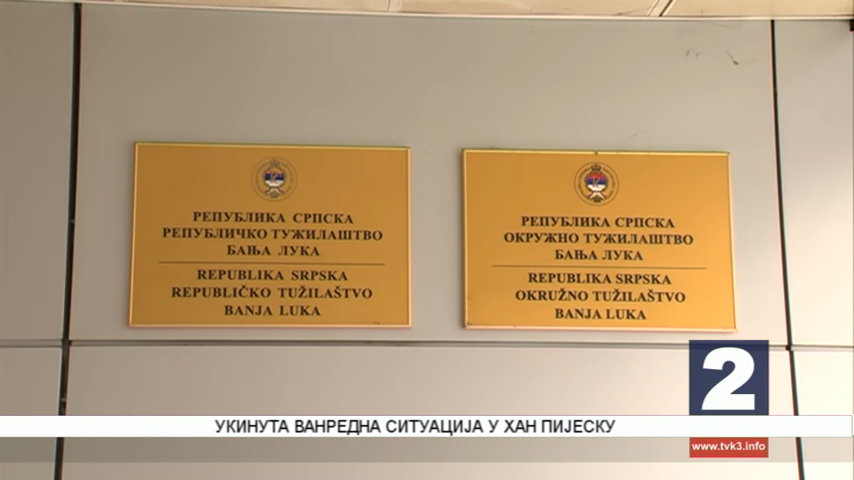 РЕПУБЛИКА СРПСКА
РЕПУБЛИЧКО ТУЖИЛАШТВО
БАЊА ЛУКА
REPUBLIKA SRPSKA
REPUBLIČKO TUŽILAŠTVO
BANJA LUKA
РЕПУБЛИКА СРПСКА
ОКРУЖНО ТУЖИЛАШТВО
БАЊА ЛУКА
REPUBLIKA SRPSKA
OKRUŽNO TUŽILAŠTVO
BANJA LUKA
2
УКИНУТА ВАНРЕДНА СИТУАЦИЈА У ХАН ПИЈЕСКУ
www.tvk3.info